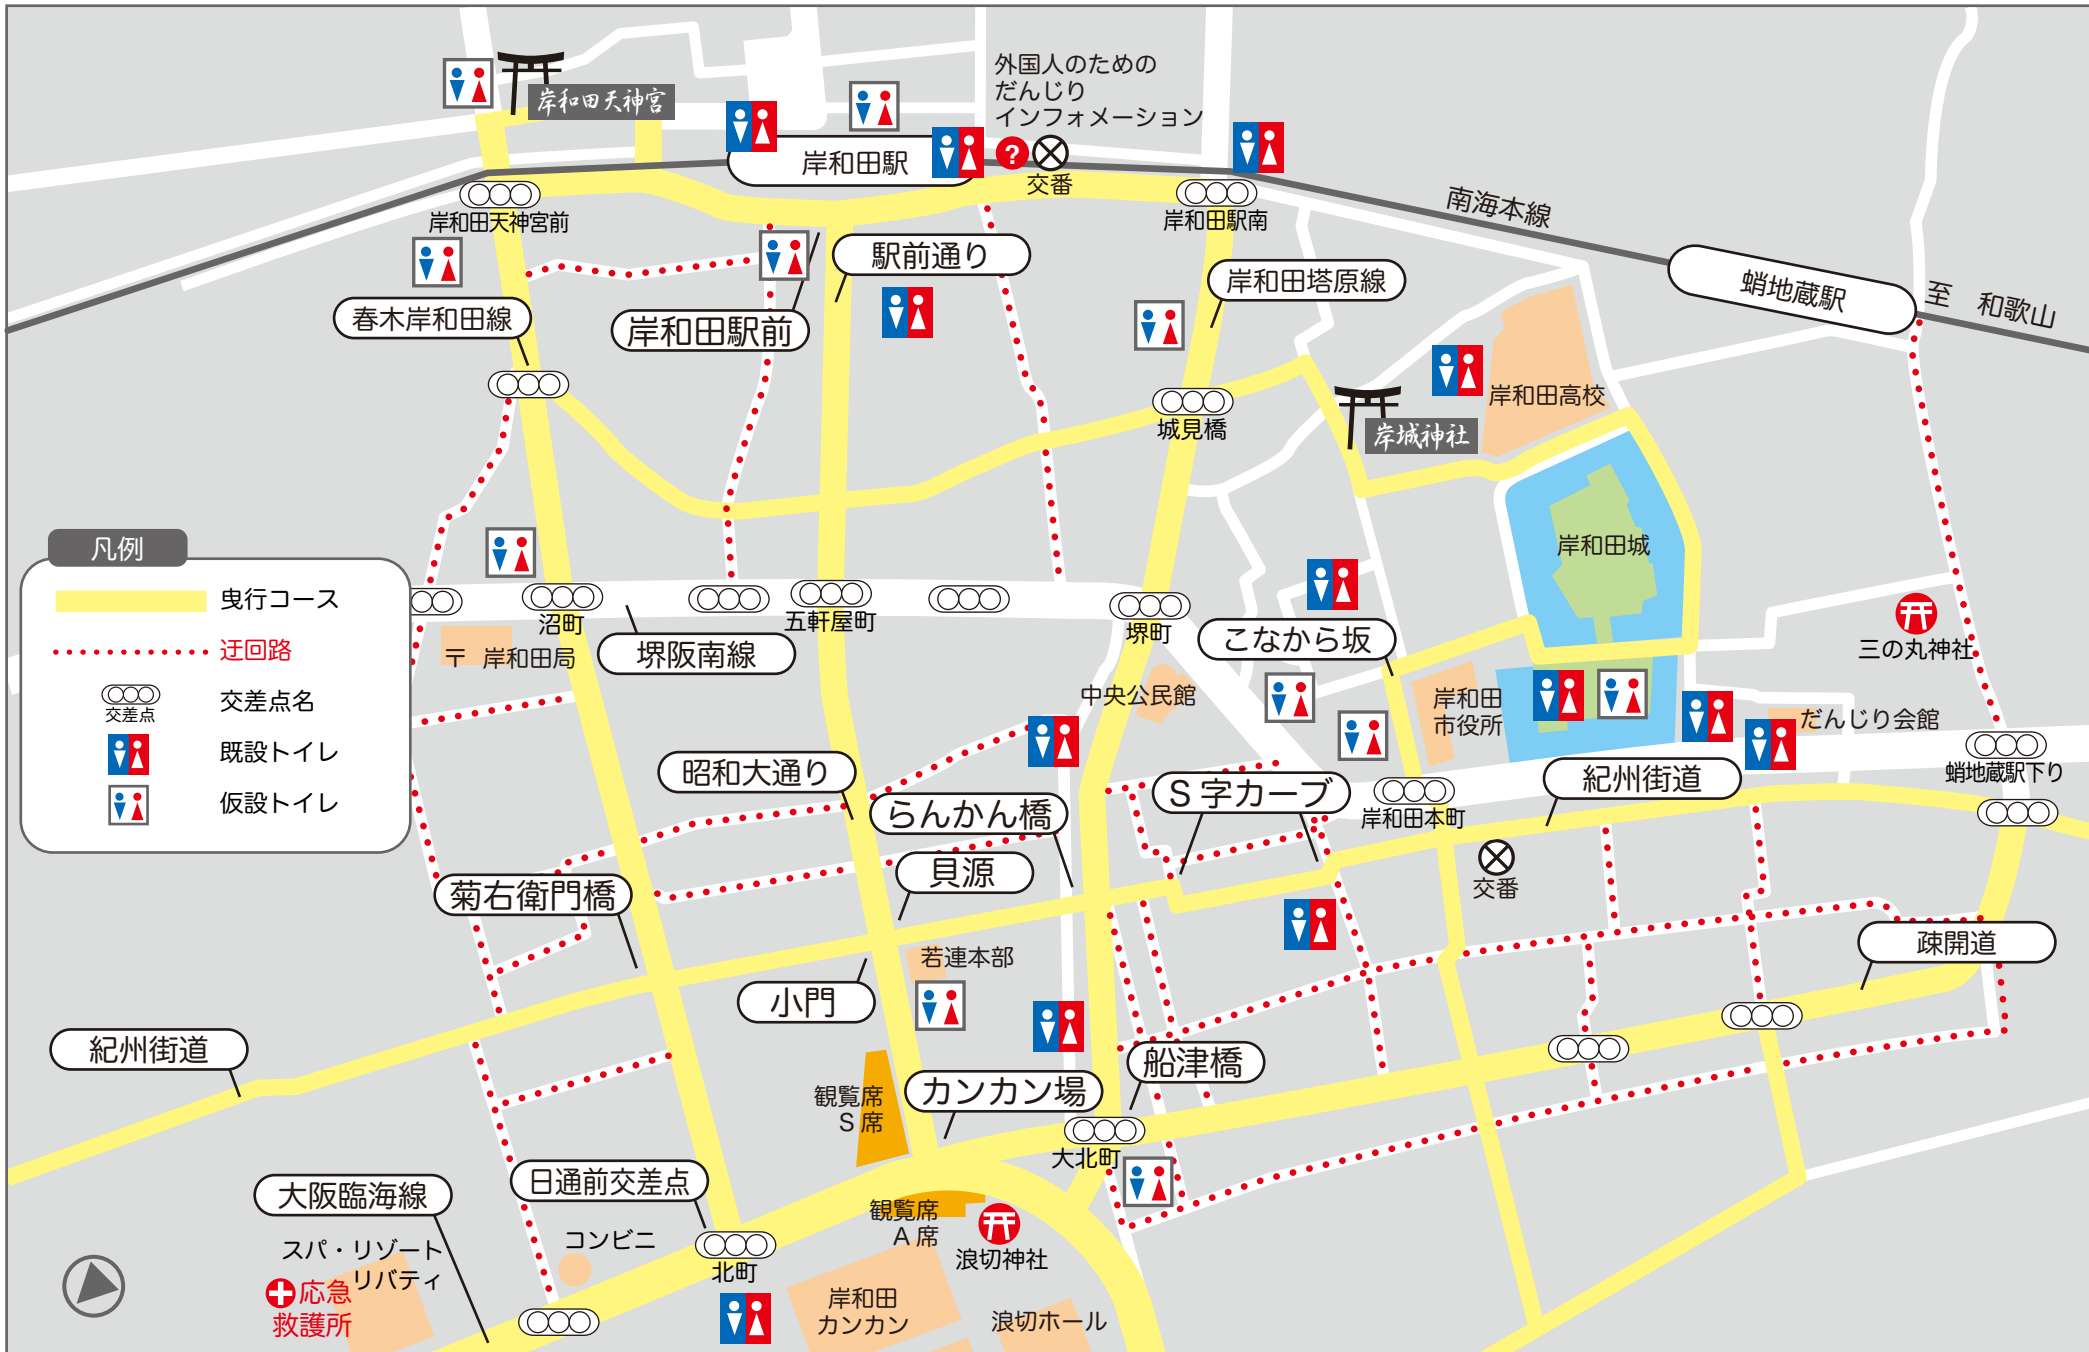 外国人のための
だんじり
インフォメーション
岸和田天神宮
岸和田駅
?
交番
岸和田天神宮前
岸和田駅南
南海本線
駅前通り
岸和田塔原線
蛸地蔵駅
至 和歌山
春木岸和田線
岸和田駅前
岸和田高校
城見橋
岸城神社
凡例
曳行コース
迂回路
交差点
交差点名
既設トイレ
仮設トイレ
岸和田城
沼町
五軒屋町
堺町
こなから坂
三の丸神社
〒 岸和田局
堺阪南線
中央公民館
岸和田
市役所
だんじり会館
昭和大通り
S字カーブ
紀州街道
蛸地蔵駅下り
らんかん橋
岸和田本町
貝源
交番
菊右衛門橋
若連本部
疎開道
小門
紀州街道
船津橋
カンカン場
観覧席
S席
大北町
日通前交差点
大阪臨海線
観覧席
A席
浪切神社
コンビニ
スパ・リゾート
リバティ
北町
応急
救護所
岸和田
カンカン
浪切ホール